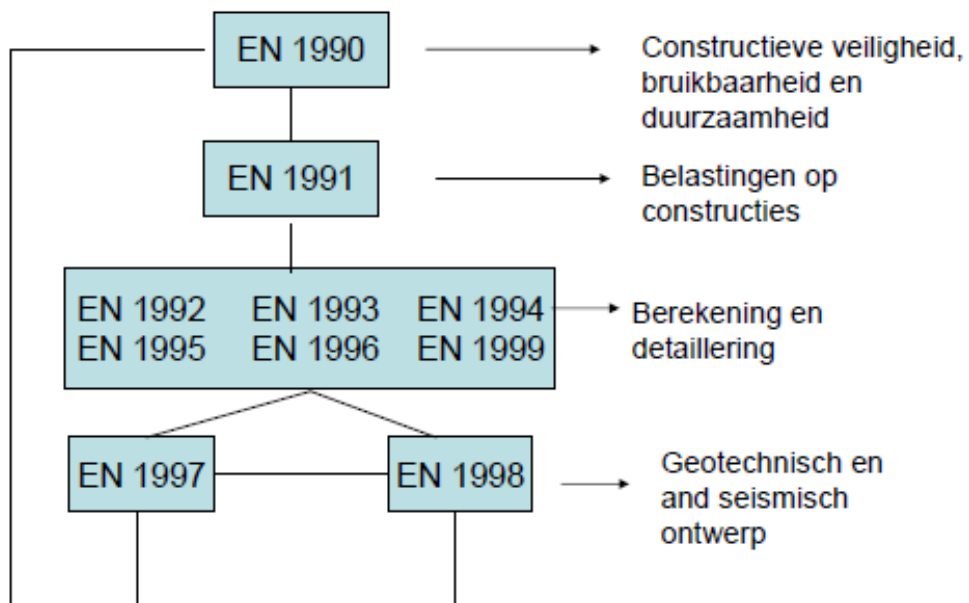 EN 1990
Constructieve veiligheid,
bruikbaarheid en
duurzaamheid
EN 1991
Belastingen op
constructies
EN 1992 EN 1993 EN 1994
EN 1995 EN 1996 EN 1999
Berekening en
detaillering
EN 1997 EN 1998
Geotechnisch en
and seismisch
ontwerp